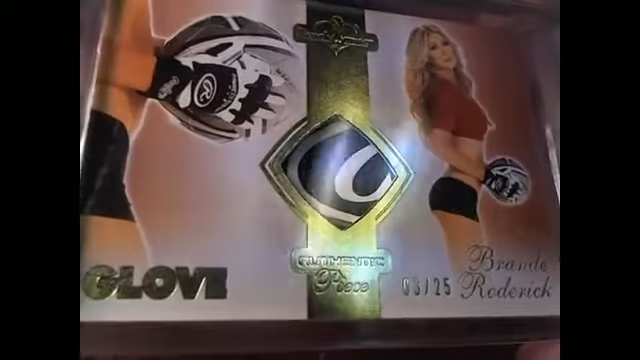 GLOVE
AUTHENTIC
Piece
03/25
Brande
Roderick